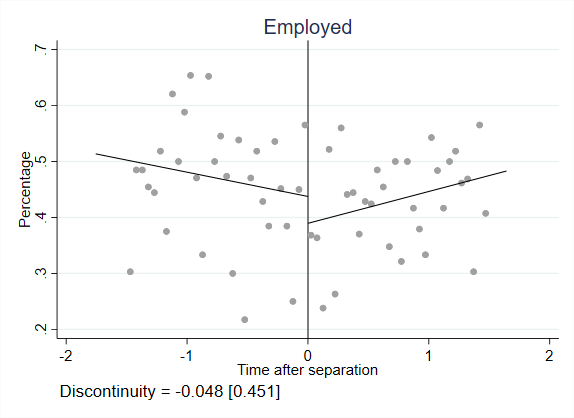 Employed
.7
.6
.5
.4
.3
.2
Percentage
-2
-1
0
1
2
Time after separation
Discontinuity = -0.048 [0.451]